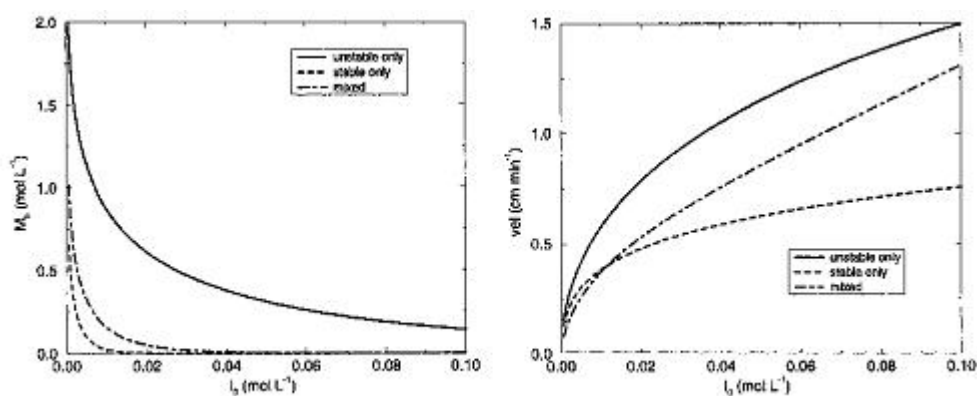 2.0
1.5
1.0
0.5
0.0
M_b (mol L⁻¹)
unstable only
stable only
mixed
0.00 0.02 0.04 0.06 0.08 0.10
I_0 (mol L⁻¹)
1.5
1.0
0.5
0.0
vel (cm min⁻¹)
unstable only
stable only
mixed
0.00 0.02 0.04 0.06 0.08 0.10
I_0 (mol L⁻¹)